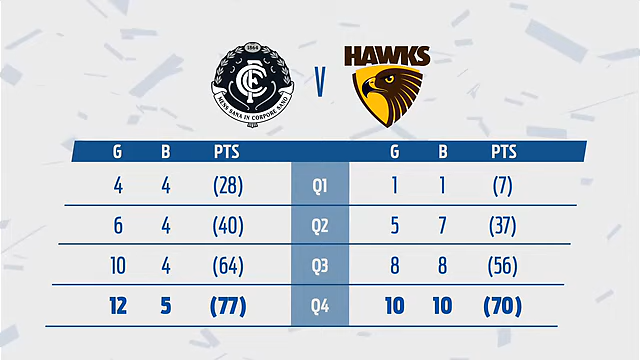 1864
CFC
MENS SANA IN CORPORE SANO
V
HAWKS
G B PTS G B PTS
4 4 (28) Q1 1 1 (7)
6 4 (40) Q2 5 7 (37)
10 4 (64) Q3 8 8 (56)
12 5 (77) Q4 10 10 (70)